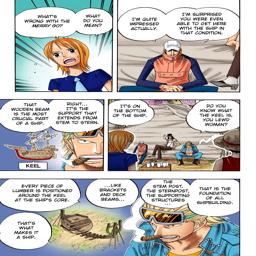 WHAT'S
WRONG WITH
THE
MERRY GO?
WHAT
DO YOU
MEAN?
I'M QUITE
IMPRESSED
ACTUALLY.
I'M SURPRISED
YOU WERE EVEN
ABLE TO GET HERE
WITH THE SHIP
IN THAT
CONDITION.
THAT
WOODEN BEAM
IS THE MOST
CRUCIAL PART
OF A SHIP.
RIGHT...
IT'S THE
SUPPORT THAT
EXTENDS FROM
STEM TO STERN.
KEEL
IT'S ON
THE BOTTOM
OF THE SHIP.
DO YOU
KNOW WHAT
THE KEEL IS,
YOU LEWD
WOMAN?
EVERY PIECE OF
LUMBER IS POSITIONED
AROUND THE KEEL
AT THE SHIP'S CORE.
THAT'S
WHAT
MAKES IT
A SHIP.
...LIKE
BRACKETS
AND DECK
BEAMS...
THE
STEM POST,
THE STERNPOST,
THE SUPPORTING
STRUCTURES
THAT IS THE
FOUNDATION
OF ALL
SHIPBUILDING.